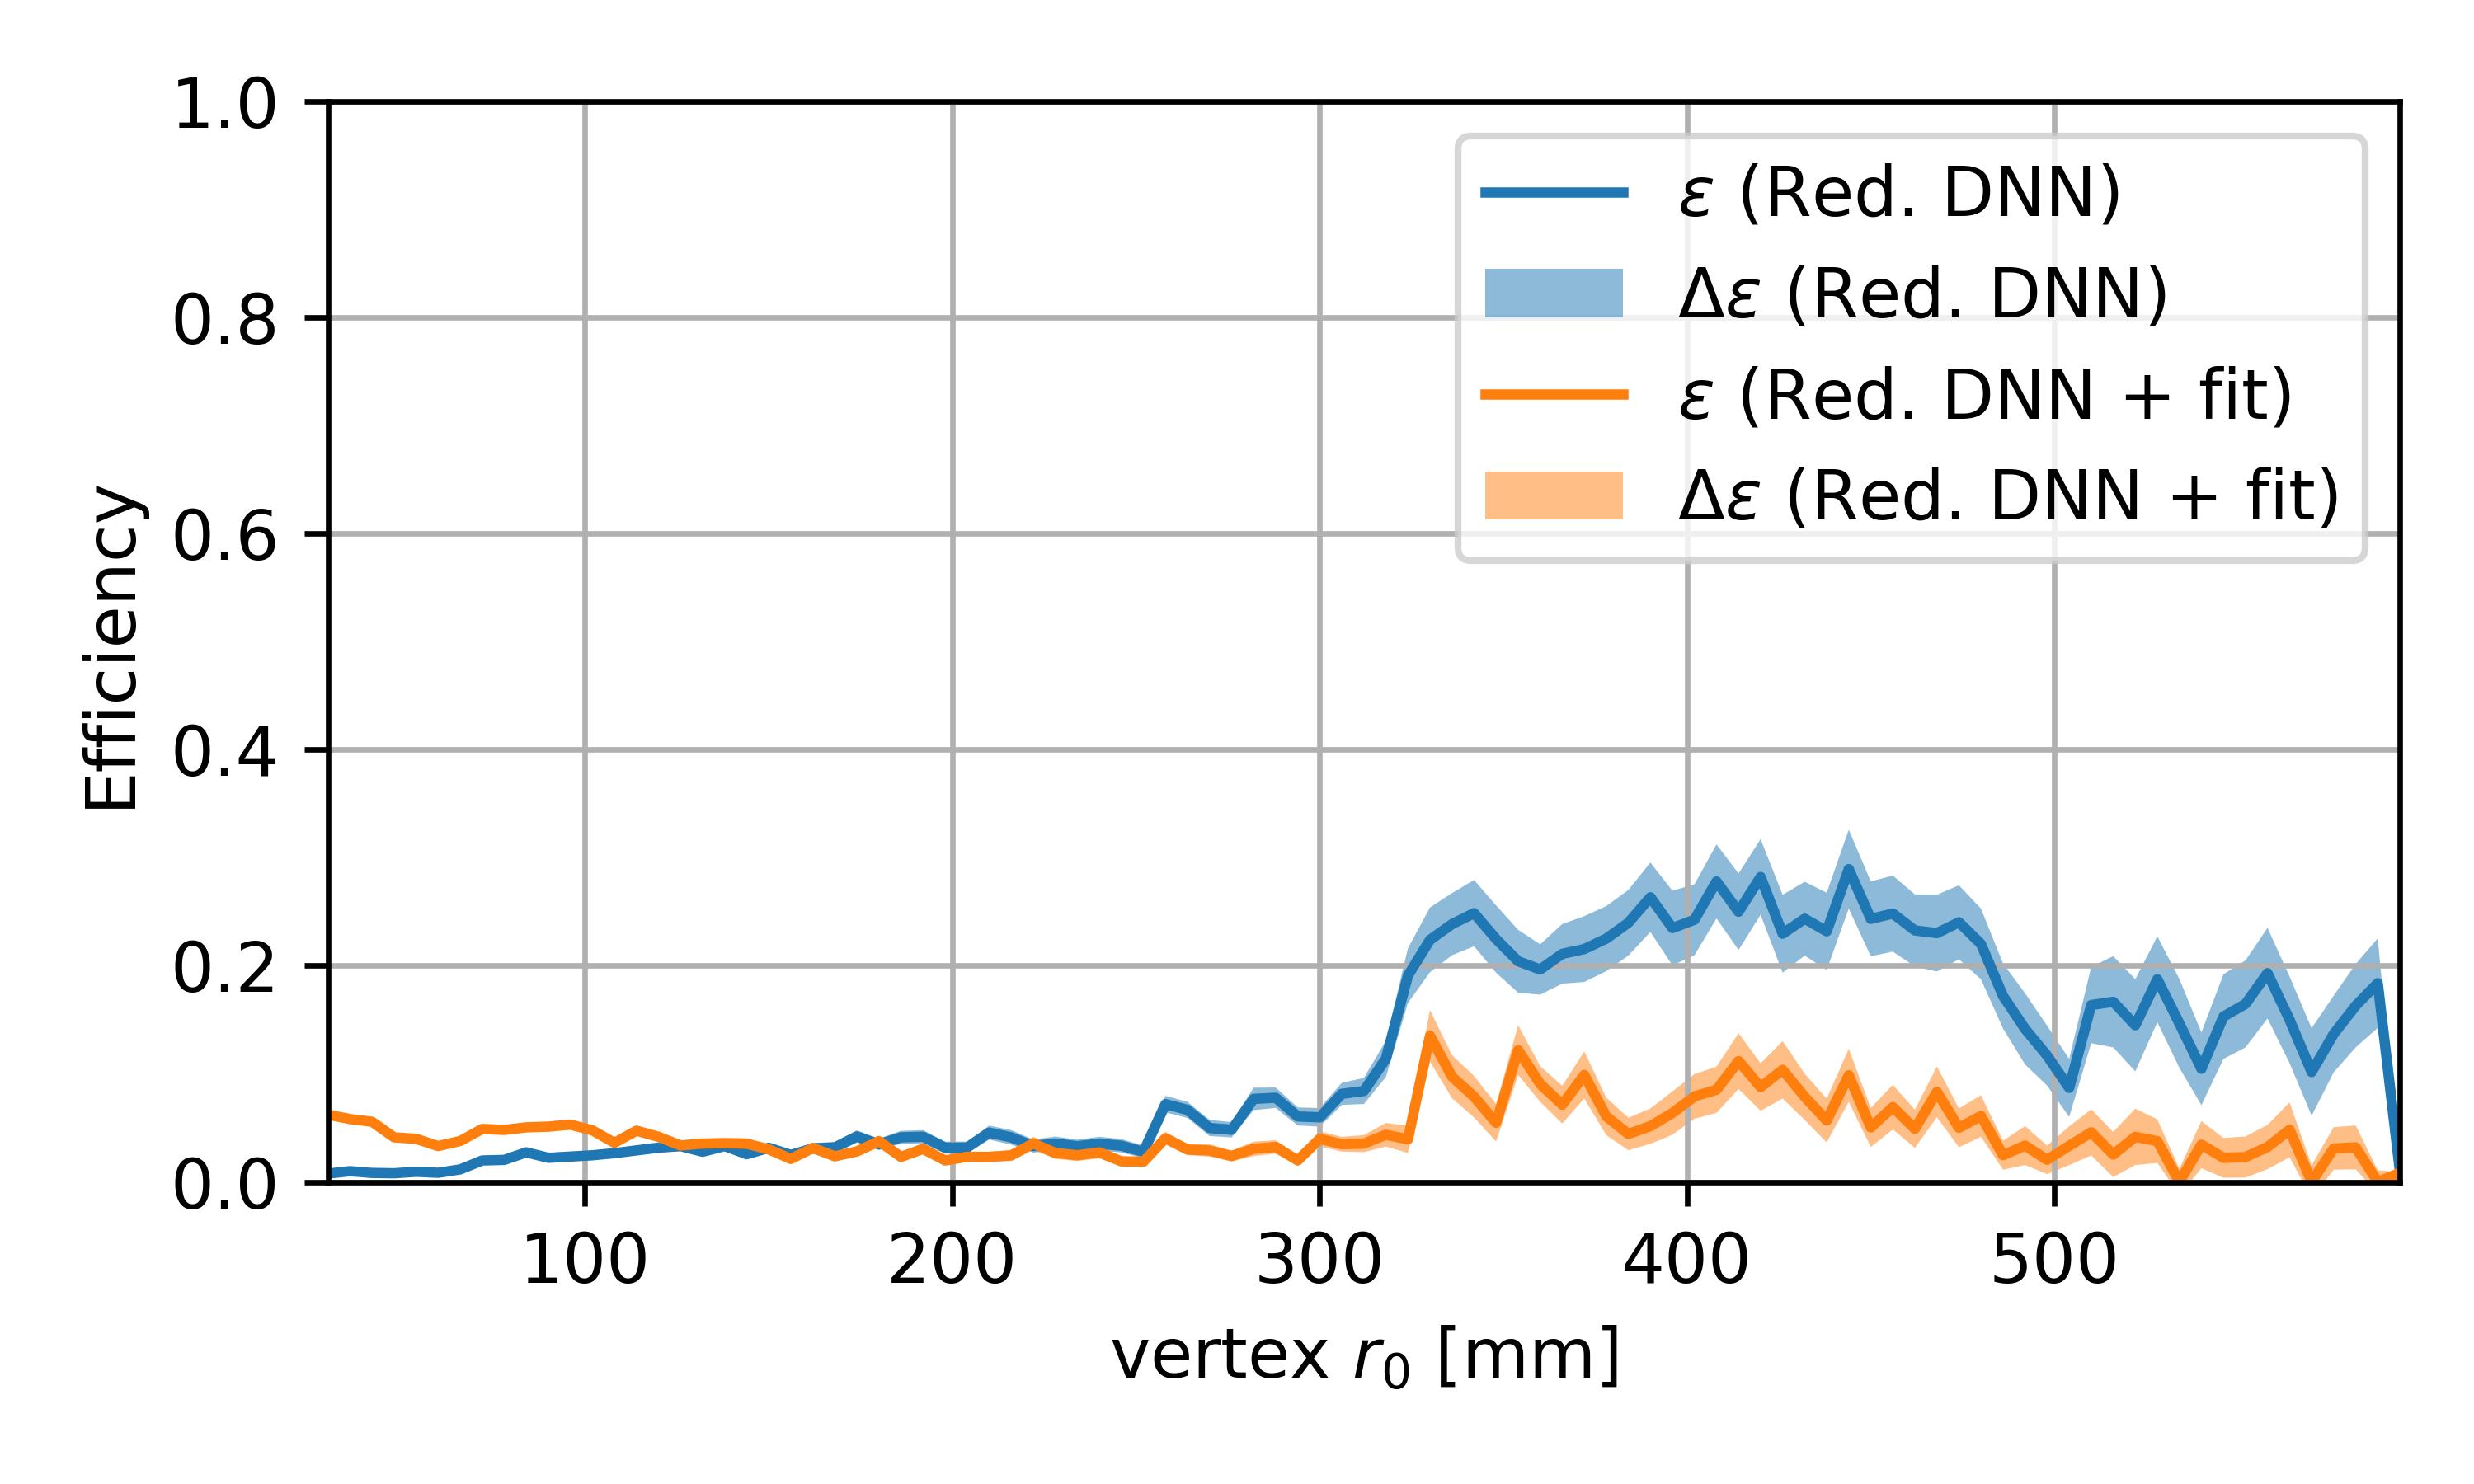 1.0
0.8
0.6
0.4
0.2
0.0
Efficiency
ε (Red. DNN)
Δε (Red. DNN)
ε (Red. DNN + fit)
Δε (Red. DNN + fit)
100 200 300 400 500
vertex r₀ [mm]